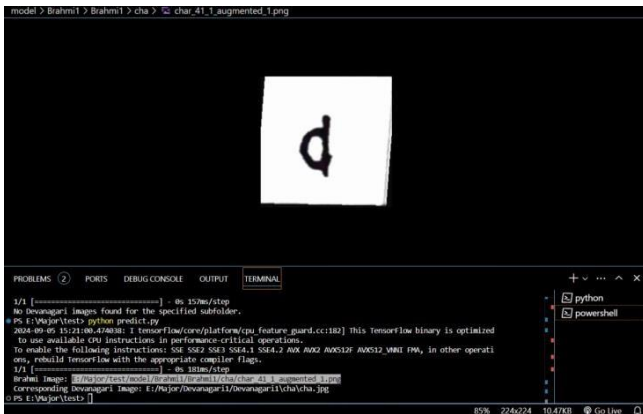 model > Brahmi1 > Brahmi1 > cha > char_41_1_augmented_1.png
PROBLEMS 2 PORTS DEBUG CONSOLE OUTPUT TERMINAL
1/1 [==============================] - 0s 157ms/step
No Devanagari images found for the specified subfolder.
PS E:\Major\test> python predict.py
2024-09-05 15:21:00.474038: I tensorflow/core/platform/cpu_feature_guard.cc:182] This TensorFlow binary is optimized
to use available CPU instructions in performance-critical operations.
To enable the following instructions: SSE SSE2 SSE3 SSE4.1 SSE4.2 AVX AVX2 AVX512F AVX512_VNNI FMA, in other operati
ons, rebuild TensorFlow with the appropriate compiler flags.
1/1 [==============================] - 0s 181ms/step
Brahmi Image: E:/Major/test/model/Brahmi1/Brahmi1/cha/char_41_1_augmented_1.png
Corresponding Devanagari Image: E:/Major/Devanagari1/Devanagari1\cha\cha.jpg
PS E:\Major\test>
python
powershell
85% 224x224 10.47KB Go Live